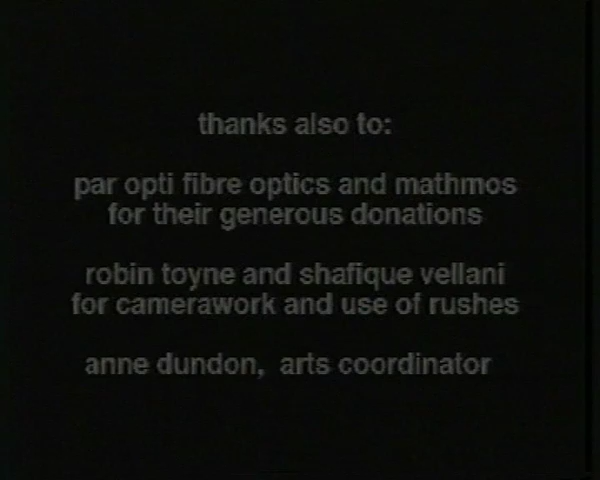 thanks also to:
par opti fibre optics and mathmos
for their generous donations
robin toyne and shafique vellani
for camerawork and use of rushes
anne dundon, arts coordinator